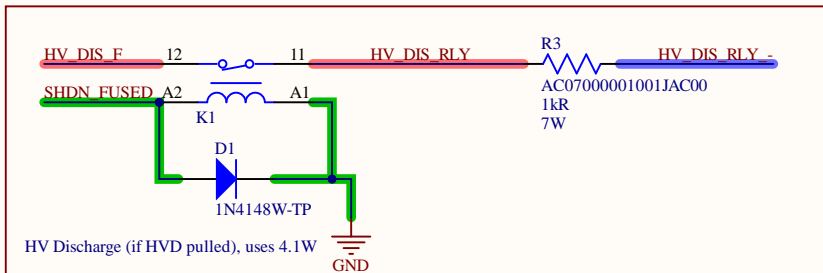 HV_DIS_F 12 11 HV_DIS_RLY R3 HV_DIS_RLY_-
SHDN_FUSED A2 A1 AC07000001001JAC00
K1 1kR
7W
D1
1N4148W-TP
HV Discharge (if HVD pulled), uses 4.1W
GND